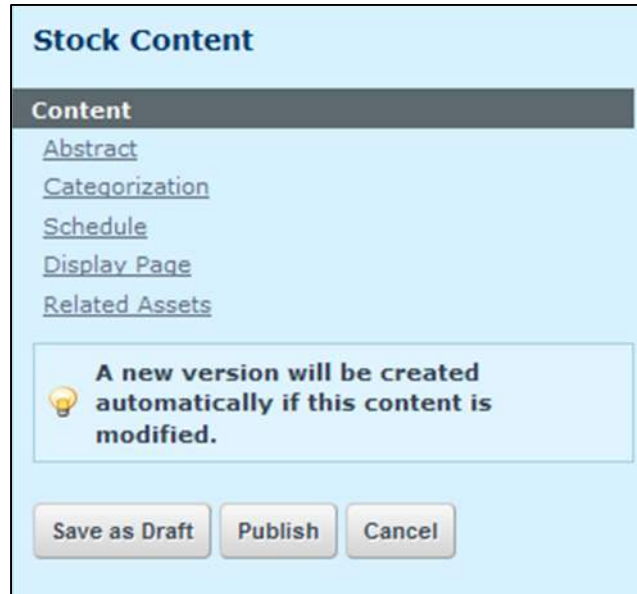 Stock Content
Content
Abstract
Categorization
Schedule
Display Page
Related Assets
A new version will be created
automatically if this content is
modified.
Save as Draft Publish Cancel